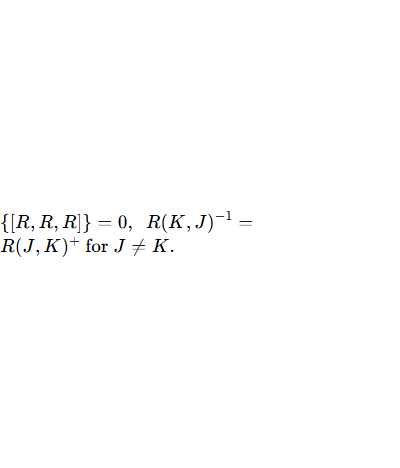 {[R, R, R]} = 0,  R(K, J)⁻¹ =
R(J, K)⁺ for J ≠ K.